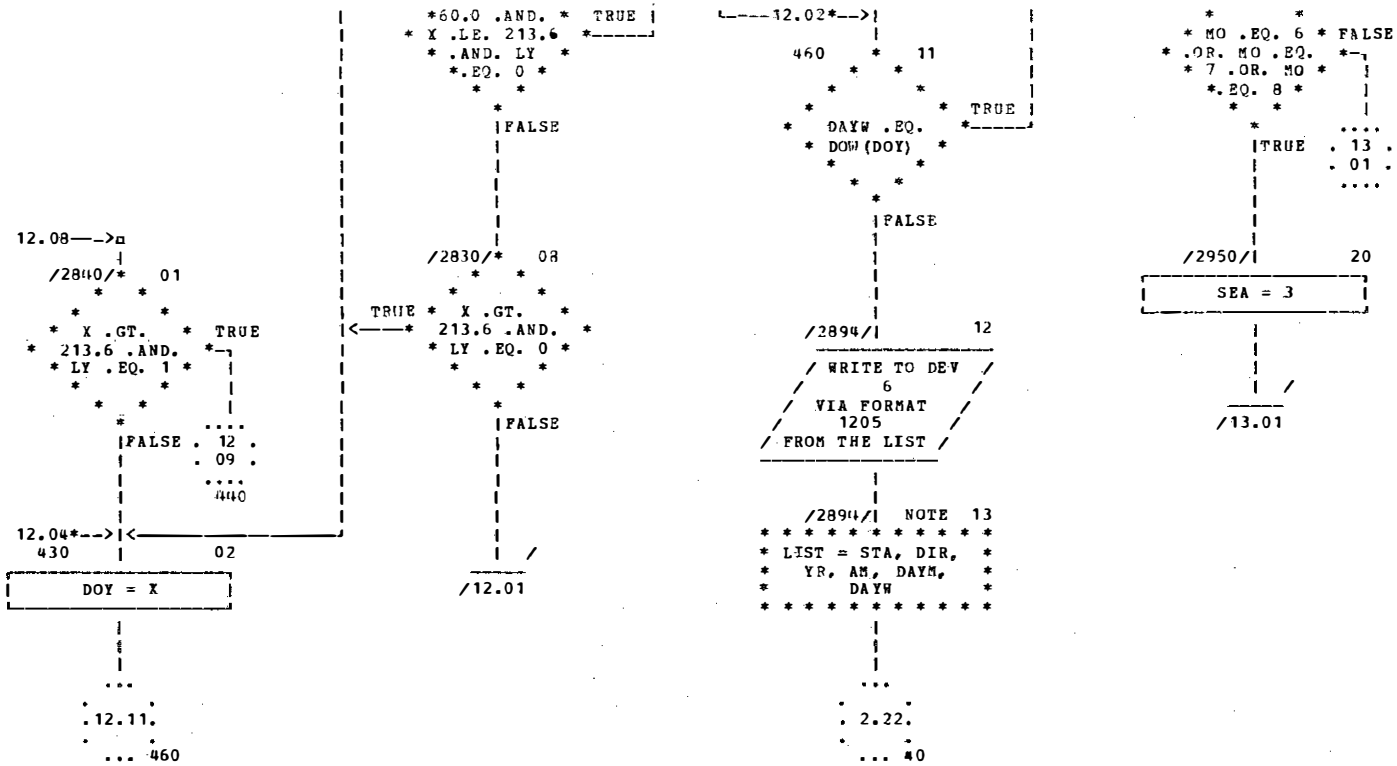 *60.0 .AND. * TRUE
* X .LE. 213.6 *
* .AND. LY *
*.EQ. 0 *
FALSE
12.08
/2840/* 01
X .GT.
213.6 .AND.
LY .EQ. 1
TRUE
FALSE
. 12 .
. 09 .
440
12.04*-->
430 02
DOY = X
.12.11.
460
/2830/* 08
TRUE
X .GT.
213.6 .AND.
LY .EQ. 0
FALSE
/12.01
12.02*-->
460 11
DAYW .EQ.
DOW(DOY)
TRUE
FALSE
/2894/ 12
WRITE TO DEV
6
VIA FORMAT
1205
FROM THE LIST
/2894/ NOTE 13
* LIST = STA, DIR, *
* YR, AM, DAYM, *
* DAYW *
. 2.22.
40
* MO .EQ. 6 * FALSE
* .OR. MO .EQ. *
* 7 .OR. MO *
*.EQ. 8 *
TRUE
. 13 .
. 01 .
/2950/ 20
SEA = 3
/13.01